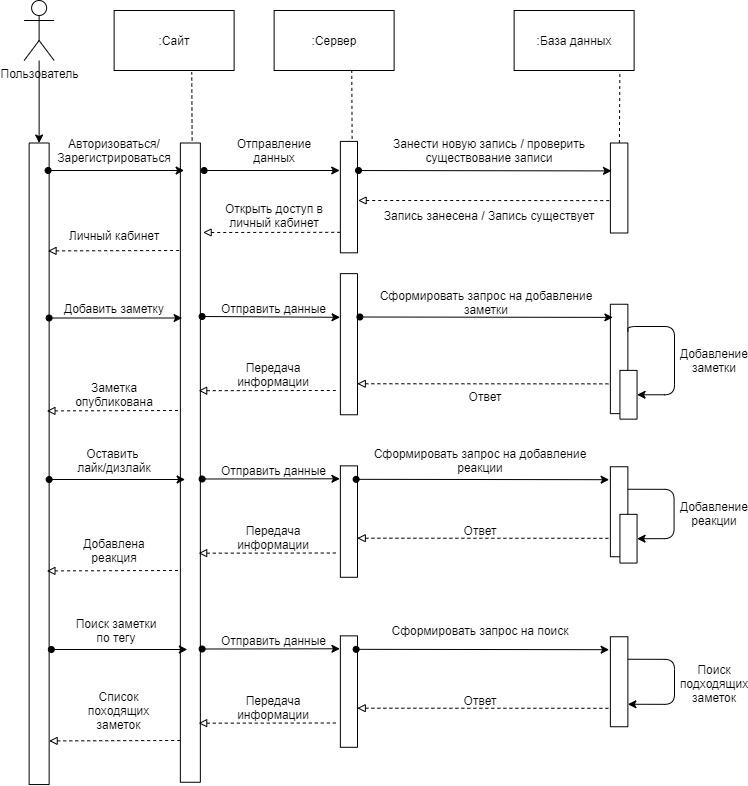 :Сайт
:Сервер
:База данных
Пользователь
Авторизоваться/
Зарегистрироваться
Отправление
данных
Занести новую запись / проверить
существование записи
Запись занесена / Запись существует
Открыть доступ в
личный кабинет
Личный кабинет
Добавить заметку
Отправить данные
Сформировать запрос на добавление
заметки
Добавление
заметки
Ответ
Передача
информации
Заметка
опубликована
Оставить
лайк/дизлайк
Отправить данные
Сформировать запрос на добавление
реакции
Добавление
реакции
Ответ
Передача
информации
Добавлена
реакция
Поиск заметки
по тегу
Отправить данные
Сформировать запрос на поиск
Поиск
подходящих
заметок
Ответ
Передача
информации
Список
походящих
заметок